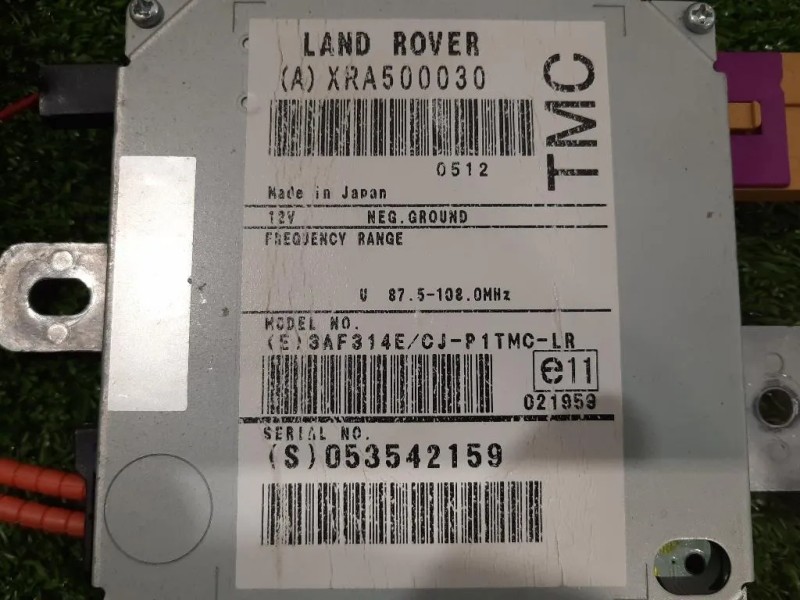 LAND ROVER
(A) XRA500030
TMC
0512
Made in Japan
12V NEG.GROUND
FREQUENCY RANGE
U 87.5-108.0MHz
MODEL NO.
(E)3AF314E/CJ-P1TMC-LR
e11
021959
SERIAL NO.
(S)053542159